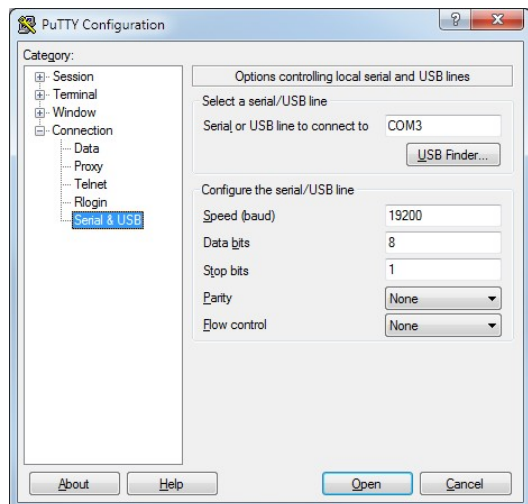 PuTTY Configuration
Category:
Session
Terminal
Window
Connection
Data
Proxy
Telnet
Rlogin
Serial & USB
Options controlling local serial and USB lines
Select a serial/USB line
Serial or USB line to connect to COM3
USB Finder...
Configure the serial/USB line
Speed (baud) 19200
Data bits 8
Stop bits 1
Parity None
Flow control None
About Help Open Cancel